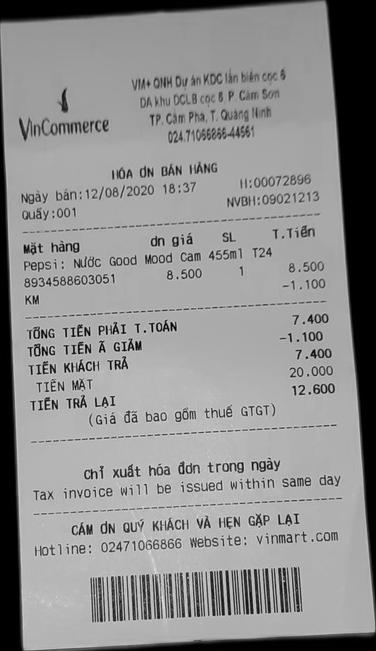 VM+ QNH Dự án KDC lấn biển cọc 6
DA khu DCLB cọc 6, P. Cẩm Sơn
TP. Cẩm Phả, T. Quảng Ninh
024.71066866-44561
VinCommerce
HÓA ƠN BÁN HÀNG
Ngày bán:12/08/2020 18:37 H:00072896
Quầy:001 NVBH:09021213
Mặt hàng ơn giá SL T.Tiền
Pepsi: Nước Good Mood Cam 455ml T24
8934588603051 8.500 1 8.500
KM -1.100
TỔNG TIỀN PHẢI T.TOÁN 7.400
TỔNG TIỀN Ã GIẢM -1.100
TIỀN KHÁCH TRẢ 7.400
TIỀN MẶT 20.000
TIỀN TRẢ LẠI 12.600
(Giá đã bao gồm thuế GTGT)
Chỉ xuất hóa đơn trong ngày
Tax invoice will be issued within same day
CẢM ƠN QUÝ KHÁCH VÀ HẸN GẶP LẠI
Hotline: 02471066866 Website: vinmart.com